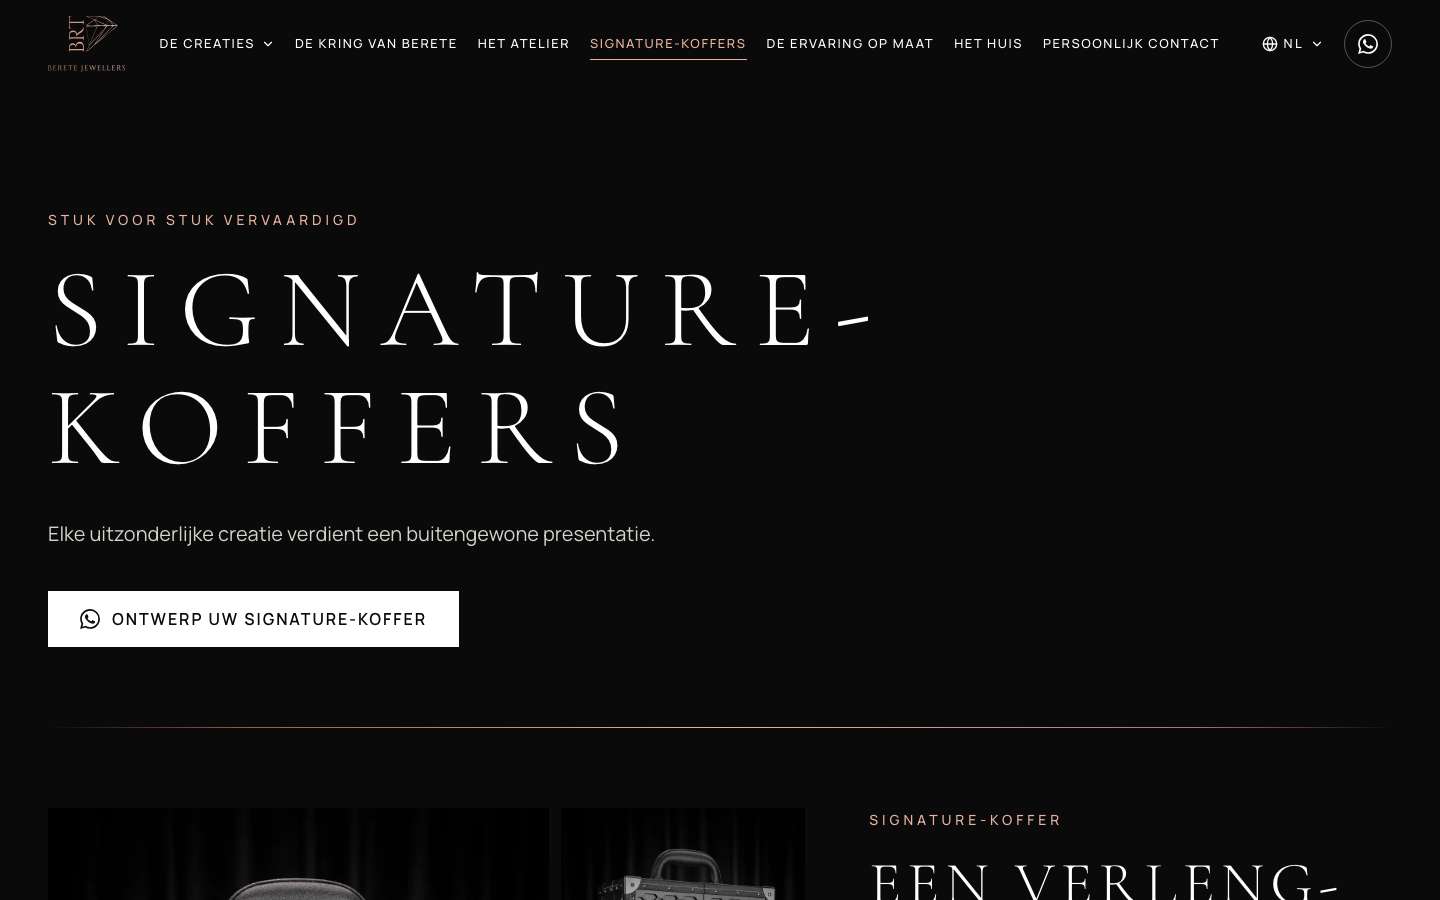 BRT
BERETE JEWELLERS
DE CREATIES
DE KRING VAN BERETE
HET ATELIER
SIGNATURE-KOFFERS
DE ERVARING OP MAAT
HET HUIS
PERSOONLIJK CONTACT
NL
STUK VOOR STUK VERVAARDIGD
SIGNATURE-
KOFFERS
Elke uitzonderlijke creatie verdient een buitengewone presentatie.
ONTWERP UW SIGNATURE-KOFFER
SIGNATURE-KOFFER
EEN VERLENG-